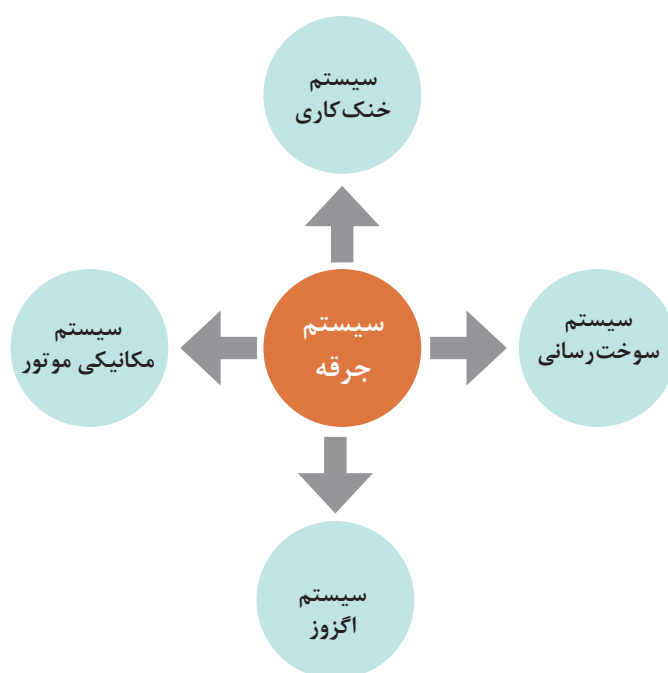 سیستم
خنک‌کاری
سیستم
سوخت‌رسانی
سیستم
جرقه
سیستم
مکانیکی موتور
سیستم
اگزوز